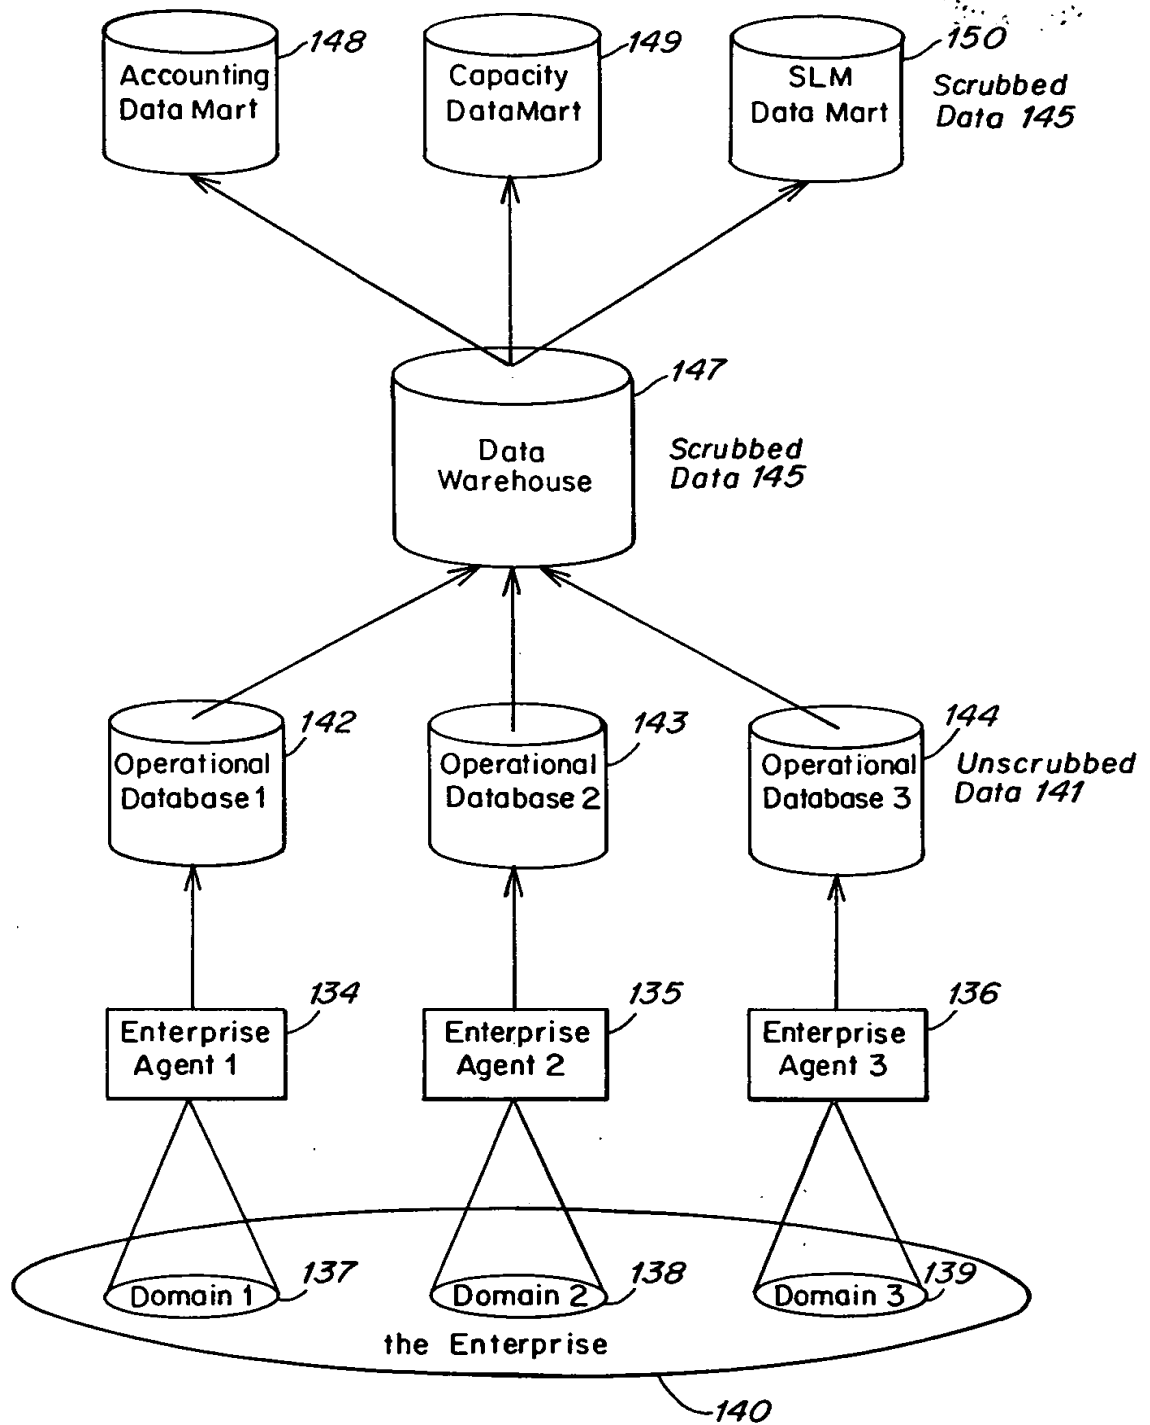 148
149
150
Accounting
Data Mart
Capacity
DataMart
SLM
Data Mart
Scrubbed
Data 145
147
Data
Warehouse
Scrubbed
Data 145
142
143
144
Operational
Database 1
Operational
Database 2
Operational
Database 3
Unscrubbed
Data 141
134
135
136
Enterprise
Agent 1
Enterprise
Agent 2
Enterprise
Agent 3
137
138
139
Domain 1
Domain 2
Domain 3
the Enterprise
140